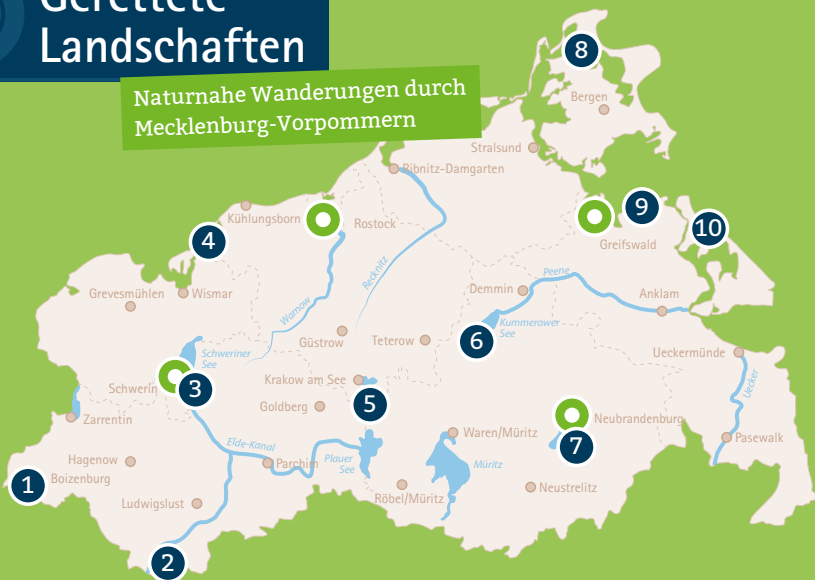 Gerettete
Landschaften
Naturnahe Wanderungen durch
Mecklenburg-Vorpommern
8
Bergen
Stralsund
Ribnitz-Damgarten
9
Kühlungsborn
Rostock
10
4
Greifswald
Recknitz
Peene
Grevesmühlen
Wismar
Demmin
Anklam
Warnow
Kummerower
See
Güstrow
Teterow
6
Schweriner
See
Ueckermünde
Schwerin
3
Krakow am See
Uecker
Goldberg
5
Zarrentin
Neubrandenburg
Waren/Müritz
7
Pasewalk
Elde-Kanal
Hagenow
Parchim
Plauer
See
Müritz
1
Boizenburg
Röbel/Müritz
Neustrelitz
Ludwigslust
2